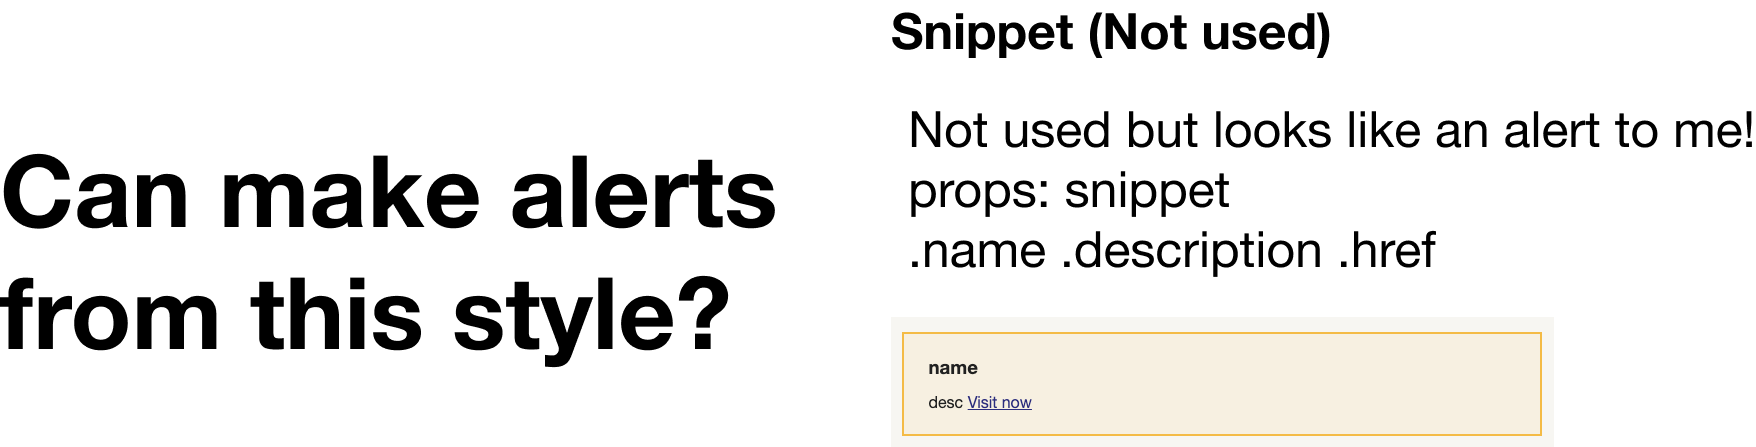 Can make alerts
from this style?
Snippet (Not used)
Not used but looks like an alert to me!
props: snippet
.name .description .href
name
desc Visit now